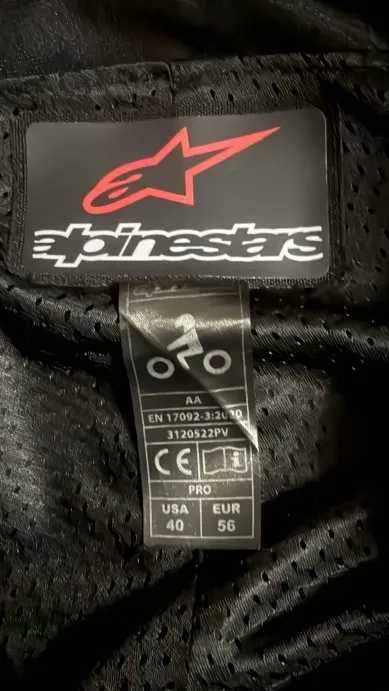 alpinestars
AA
EN 17092-3:2020
3120522PV
CE
i
PRO
USA EUR
40 56